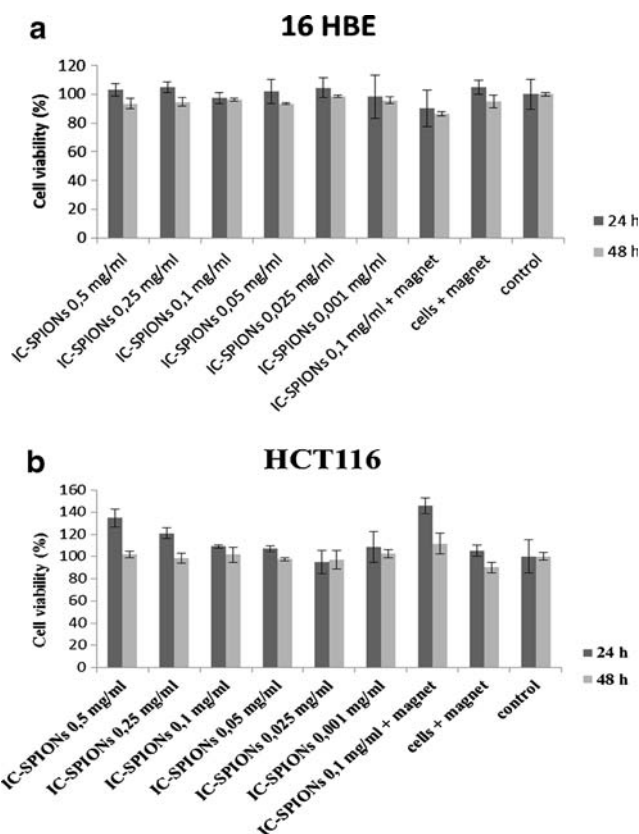 a
16 HBE
Cell viability (%)
120
100
80
60
40
20
0
24 h
48 h
IC-SPIONs 0,5 mg/ml
IC-SPIONs 0,25 mg/ml
IC-SPIONs 0,1 mg/ml
IC-SPIONs 0,05 mg/ml
IC-SPIONs 0,025 mg/ml
IC-SPIONs 0,001 mg/ml
IC-SPIONs 0,1 mg/ml + magnet
cells + magnet
control
b
HCT116
Cell viability (%)
160
140
120
100
80
60
40
20
0
24 h
48 h
IC-SPIONs 0,5 mg/ml
IC-SPIONs 0,25 mg/ml
IC-SPIONs 0,1 mg/ml
IC-SPIONs 0,05 mg/ml
IC-SPIONs 0,025 mg/ml
IC-SPIONs 0,001 mg/ml
IC-SPIONs 0,1 mg/ml + magnet
cells + magnet
control